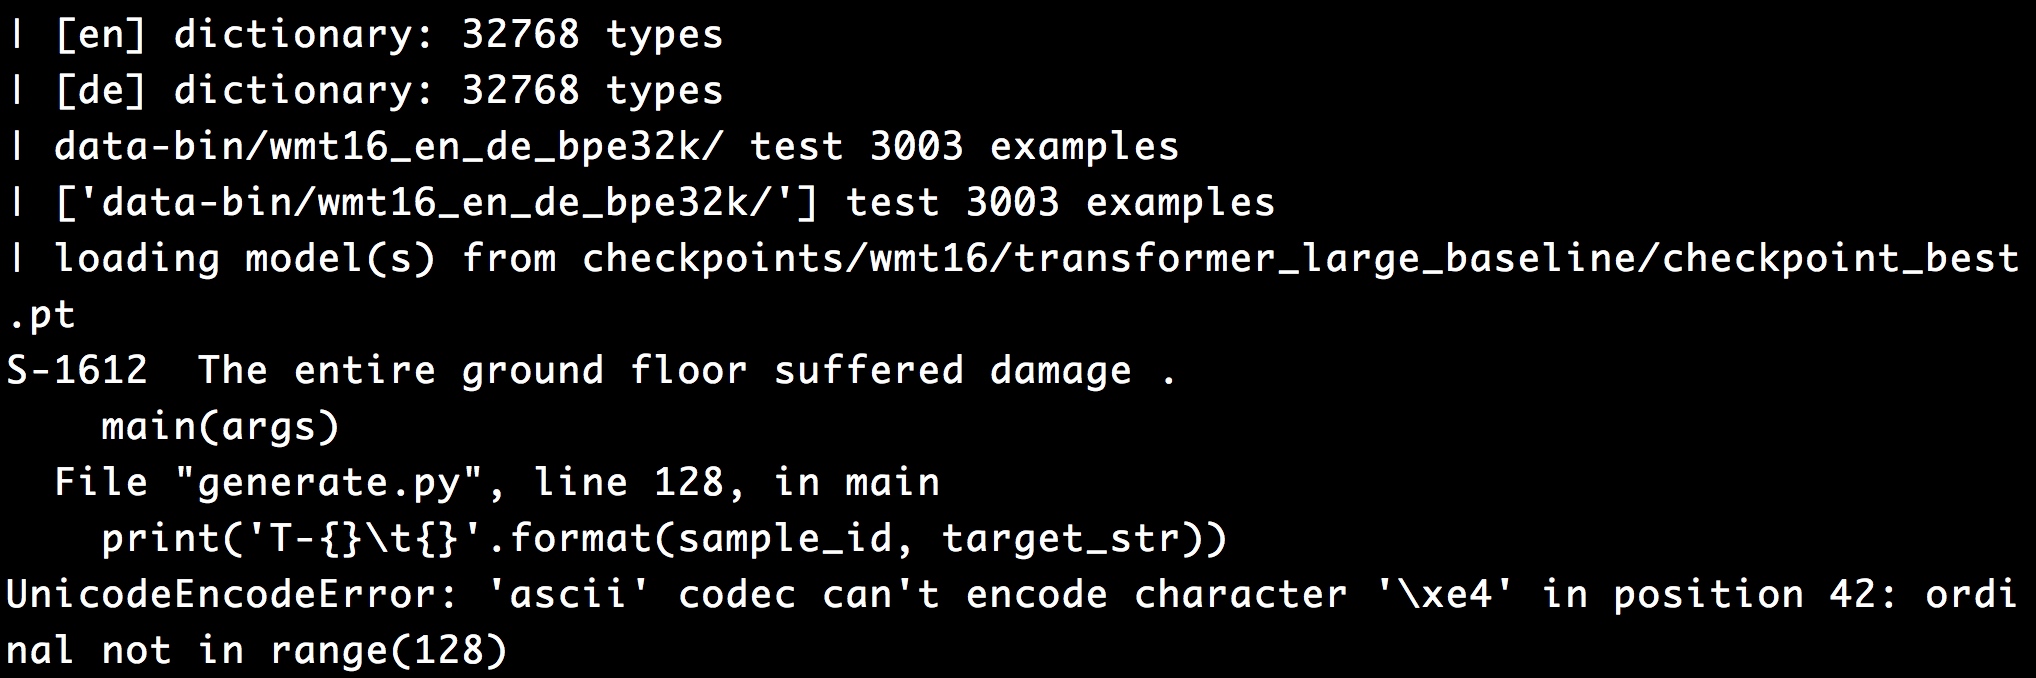 | [en] dictionary: 32768 types
| [de] dictionary: 32768 types
| data-bin/wmt16_en_de_bpe32k/ test 3003 examples
| ['data-bin/wmt16_en_de_bpe32k/'] test 3003 examples
| loading model(s) from checkpoints/wmt16/transformer_large_baseline/checkpoint_best
.pt
S-1612  The entire ground floor suffered damage .
    main(args)
  File "generate.py", line 128, in main
    print('T-{}\t{}'.format(sample_id, target_str))
UnicodeEncodeError: 'ascii' codec can't encode character '\xe4' in position 42: ordi
nal not in range(128)